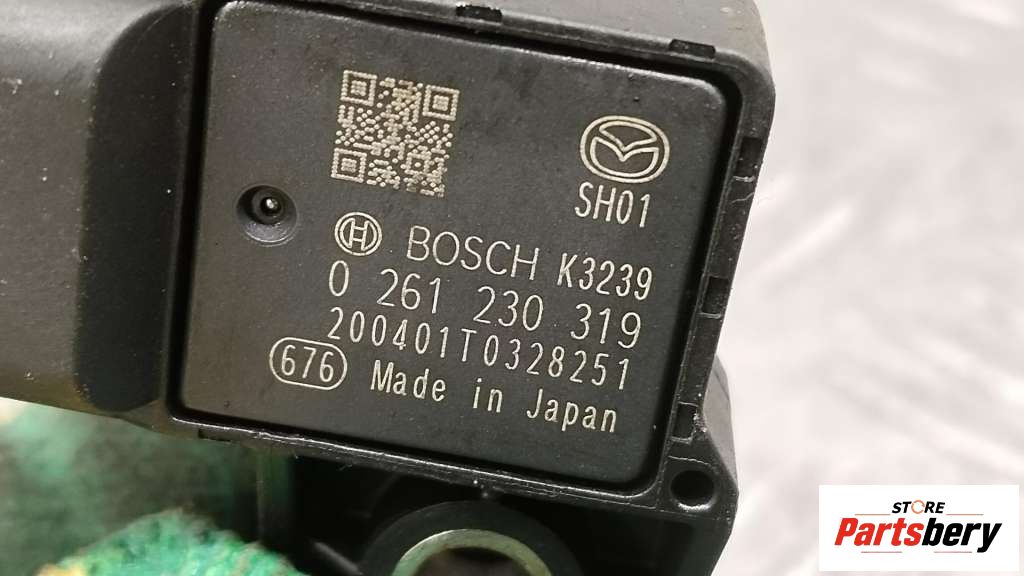 SH01
BOSCH K3239
0 261 230 319
200401T0328251
676 Made in Japan
STORE
Partsbery